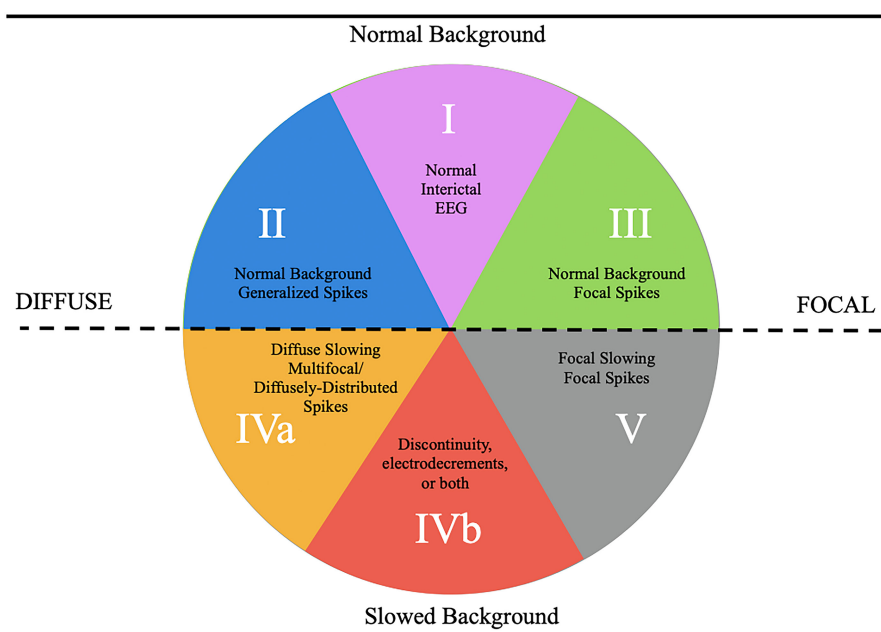 Normal Background
I
Normal
Interictal
EEG
II
Normal Background
Generalized Spikes
III
Normal Background
Focal Spikes
DIFFUSE
FOCAL
Diffuse Slowing
Multifocal/
Diffusely-Distributed
Spikes
IVa
Focal Slowing
Focal Spikes
V
Discontinuity,
electrodecrements,
or both
IVb
Slowed Background